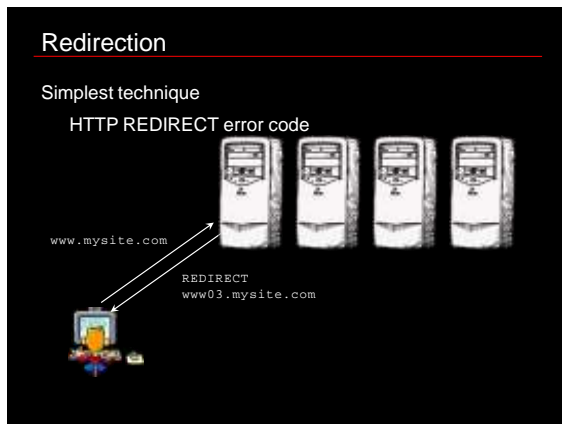 Redirection
Simplest technique
HTTP REDIRECT error code
www.mysite.com
REDIRECT
www03.mysite.com